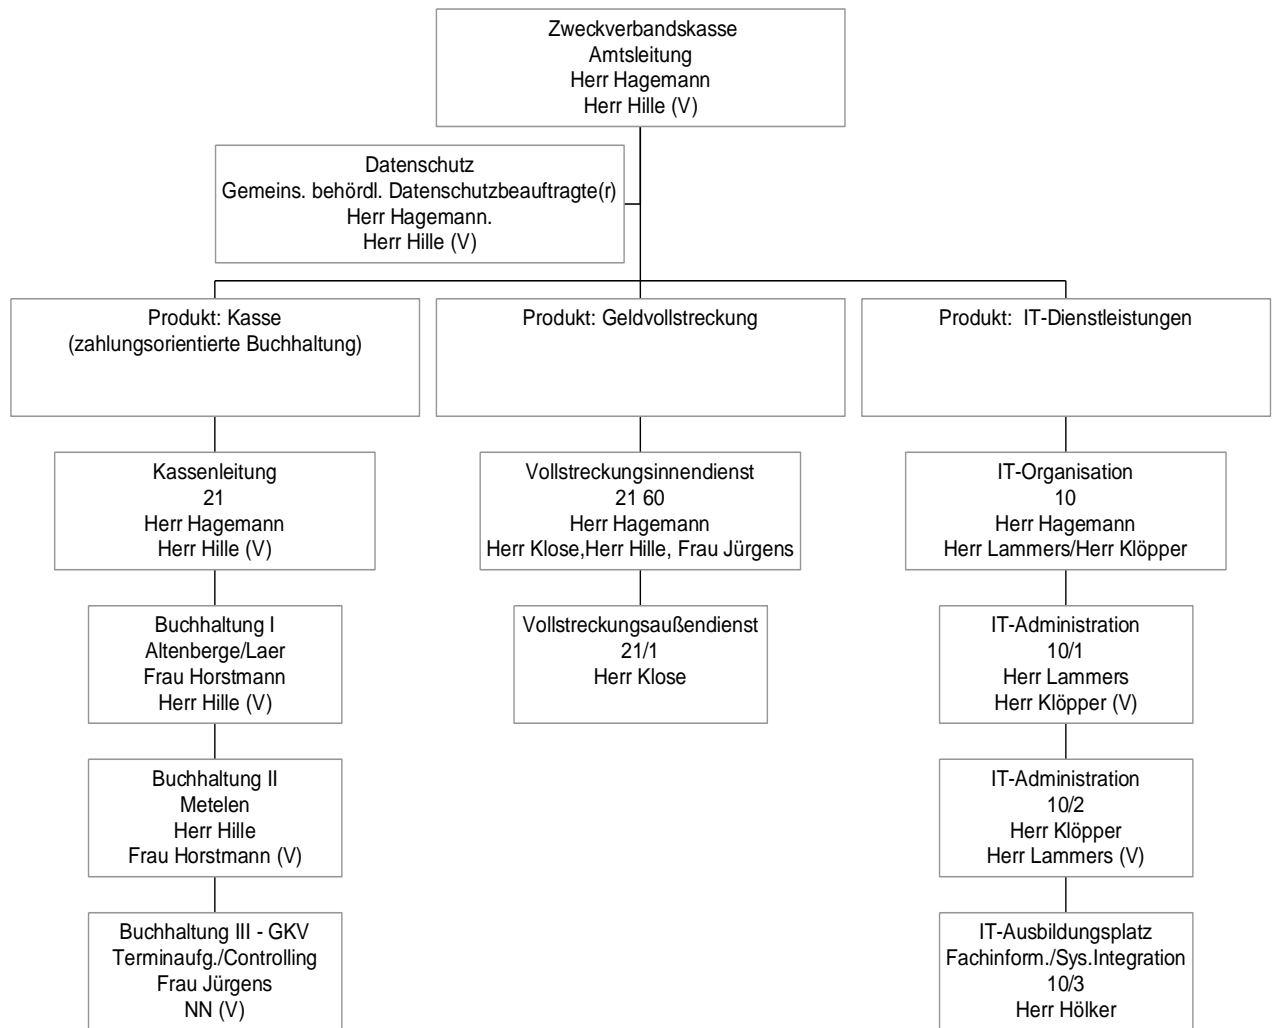 Zweckverbandskasse
Amtsleitung
Herr Hagemann
Herr Hille (V)
Datenschutz
Gemeins. behördl. Datenschutzbeauftragte(r)
Herr Hagemann.
Herr Hille (V)
Produkt: Kasse
(zahlungsorientierte Buchhaltung)
Produkt: Geldvollstreckung
Produkt: IT-Dienstleistungen
Kassenleitung
21
Herr Hagemann
Herr Hille (V)
Vollstreckungsinnendienst
21 60
Herr Hagemann
Herr Klose,Herr Hille, Frau Jürgens
IT-Organisation
10
Herr Hagemann
Herr Lammers/Herr Klöpper
Buchhaltung I
Altenberge/Laer
Frau Horstmann
Herr Hille (V)
Vollstreckungsaußendienst
21/1
Herr Klose
IT-Administration
10/1
Herr Lammers
Herr Klöpper (V)
Buchhaltung II
Metelen
Herr Hille
Frau Horstmann (V)
IT-Administration
10/2
Herr Klöpper
Herr Lammers (V)
Buchhaltung III - GKV
Terminaufg./Controlling
Frau Jürgens
NN (V)
IT-Ausbildungsplatz
Fachinform./Sys.Integration
10/3
Herr Hölker